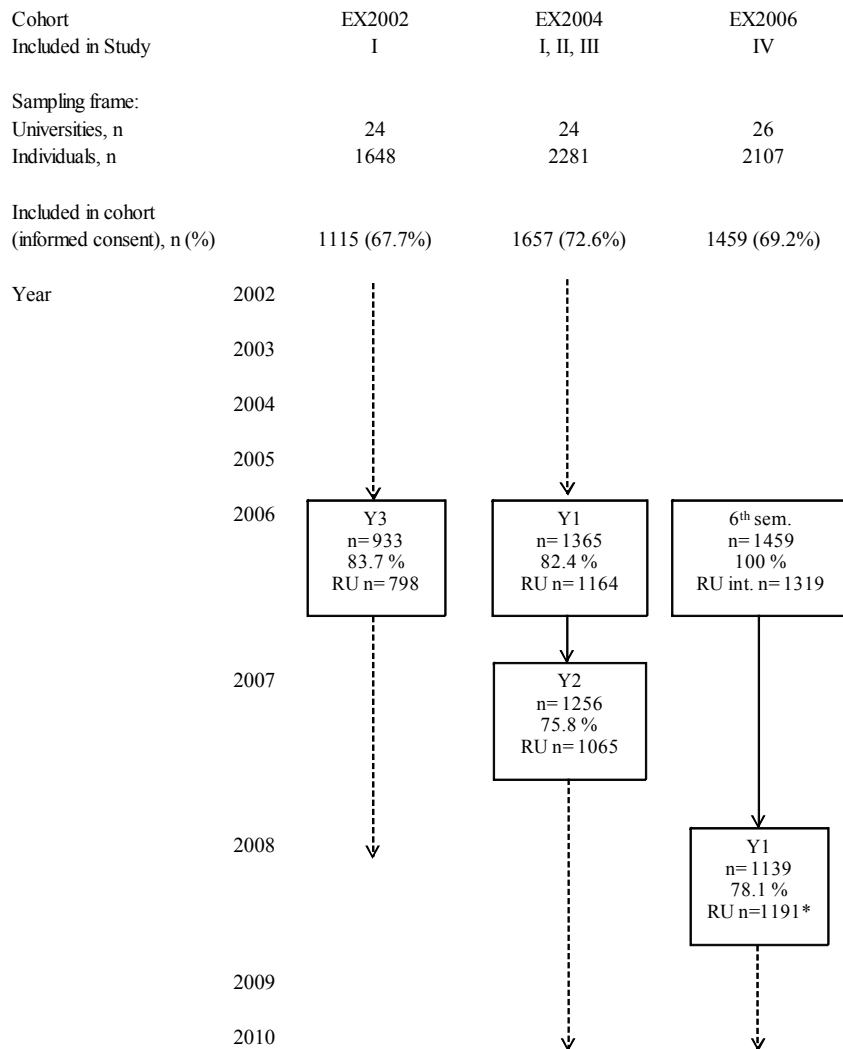 Cohort EX2002 EX2004 EX2006
Included in Study I I, II, III IV
Sampling frame:
Universities, n 24 24 26
Individuals, n 1648 2281 2107
Included in cohort
(informed consent), n (%) 1115 (67.7%) 1657 (72.6%) 1459 (69.2%)
Year 2002
2003
2004
2005
2006
Y3
n=933
83.7 %
RU n=798
Y1
n=1365
82.4 %
RU n=1164
6th sem.
n=1459
100 %
RU int. n=1319
2007
Y2
n=1256
75.8 %
RU n=1065
2008
Y1
n=1139
78.1 %
RU n=1191*
2009
2010